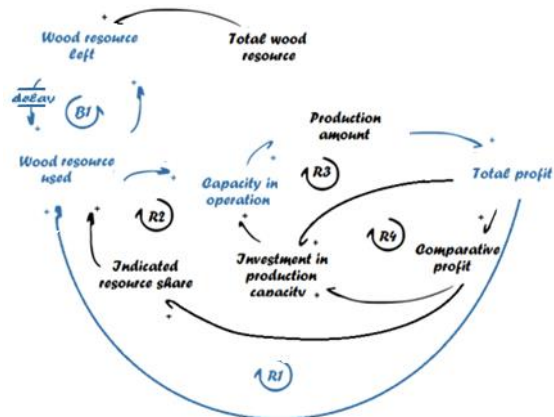 Wood resource
left
Total wood
resource
delay
B1
Production
amount
Wood resource
used
Capacity in
operation
R3
Total profit
R2
R4
Indicated
resource share
Investment in
production
capacity
Comparative
profit
R1